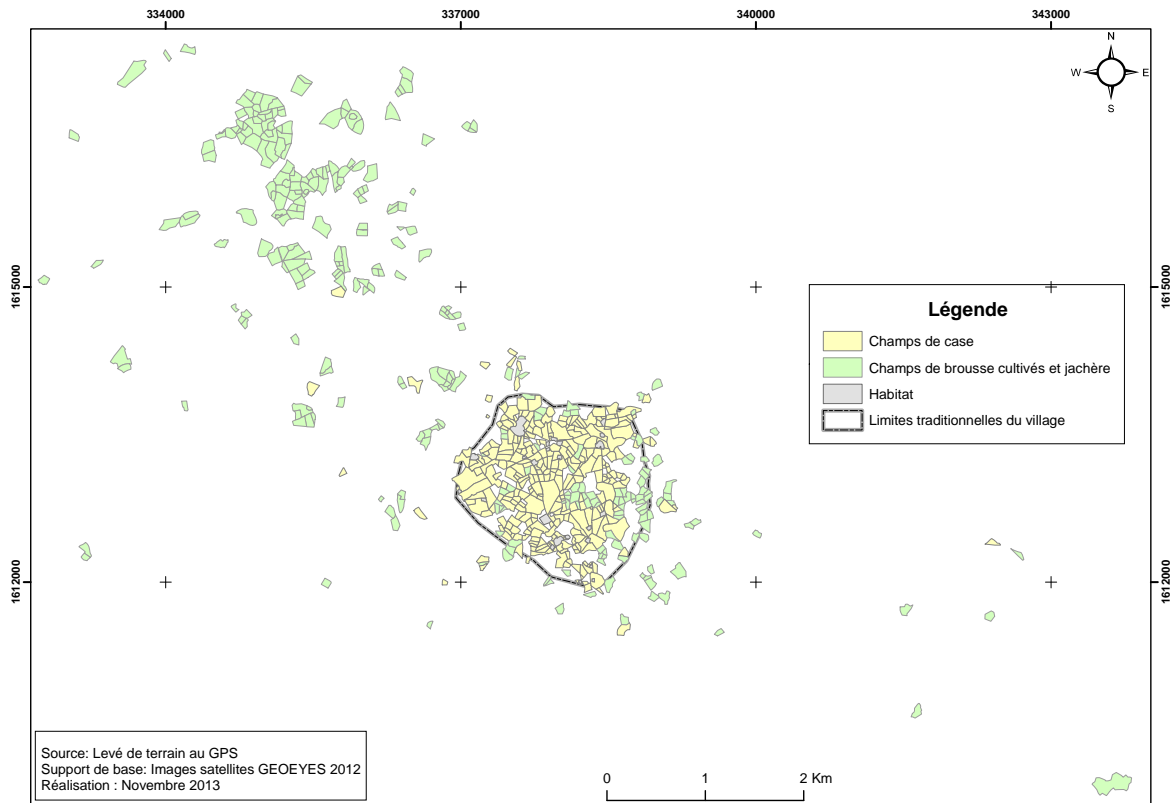 334000 337000 340000 343000
N
W E
S
1615000 1615000
Légende
Champs de case
Champs de brousse cultivés et jachère
Habitat
Limites traditionnelles du village
1612000 1612000
Source: Levé de terrain au GPS
Support de base: Images satellites GEOEYES 2012
Réalisation : Novembre 2013
0 1 2 Km